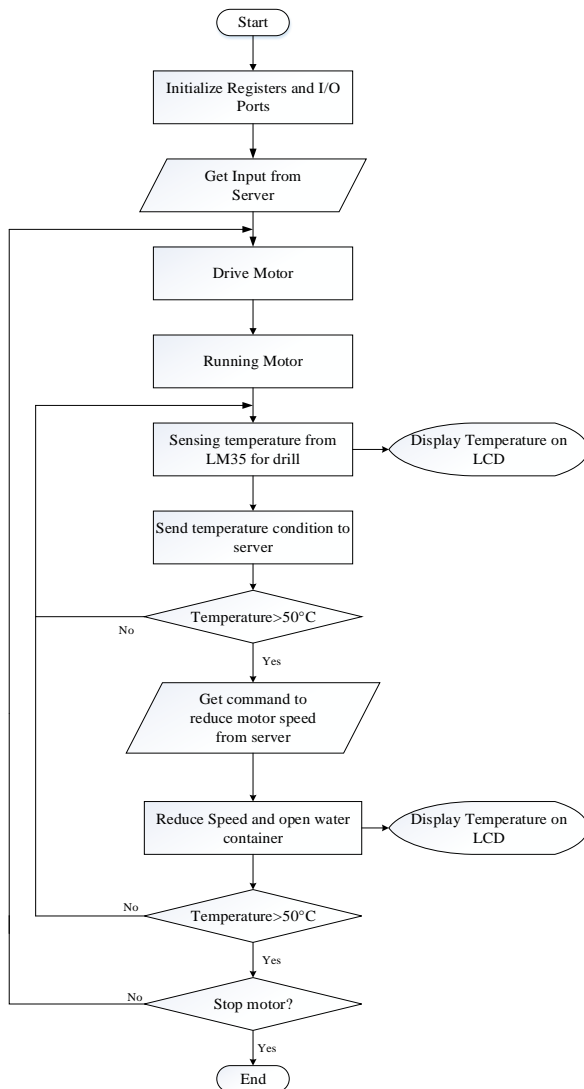 Start
Initialize Registers and I/O
Ports
Get Input from
Server
Drive Motor
Running Motor
Sensing temperature from
LM35 for drill
Display Temperature on
LCD
Send temperature condition to
server
Temperature>50°C
No
Yes
Get command to
reduce motor speed
from server
Reduce Speed and open water
container
Display Temperature on
LCD
Temperature>50°C
No
Yes
Stop motor?
No
Yes
End